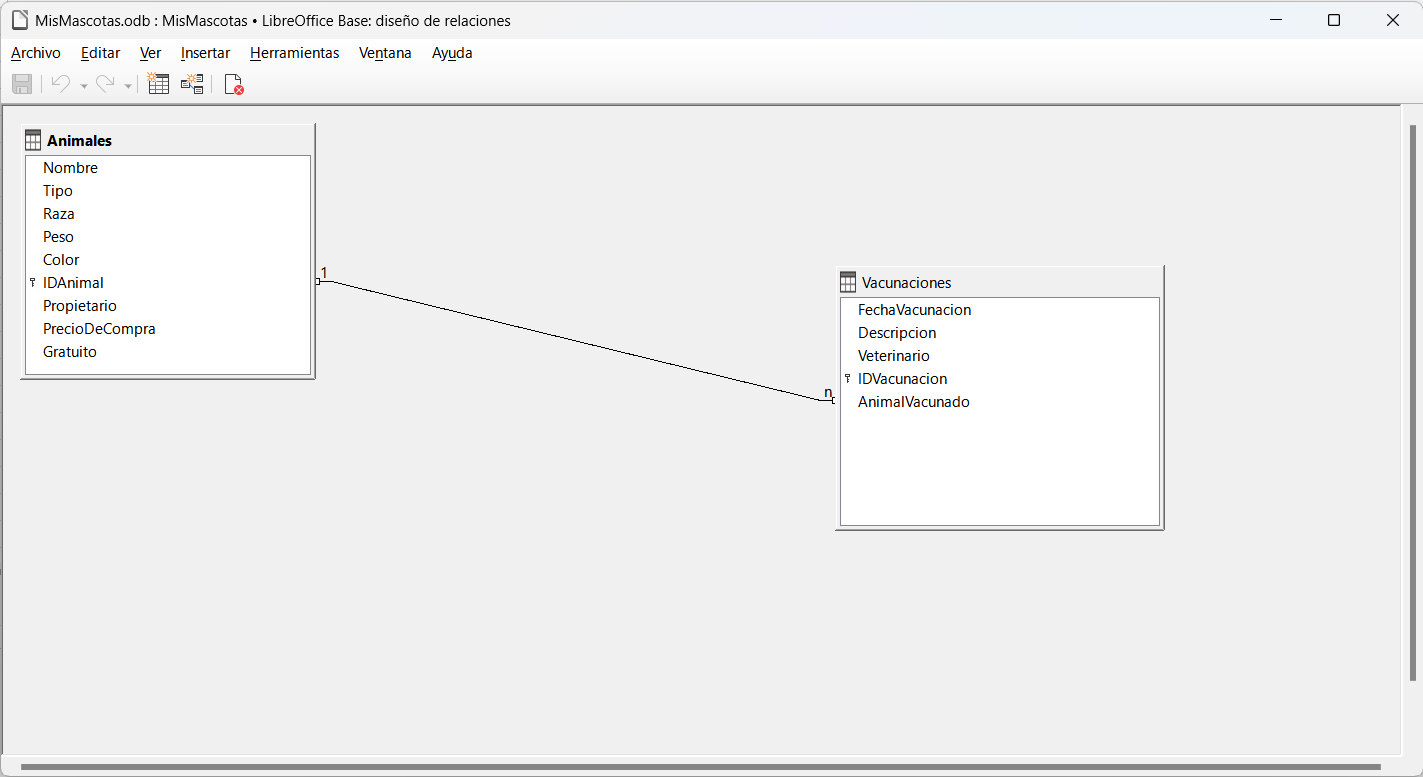 MisMascotas.odb : MisMascotas • LibreOffice Base: diseño de relaciones
Archivo Editar Ver Insertar Herramientas Ventana Ayuda
Animales
Nombre
Tipo
Raza
Peso
Color
IDAnimal
Propietario
PrecioDeCompra
Gratuito
1
n
Vacunaciones
FechaVacunacion
Descripcion
Veterinario
IDVacunacion
AnimalVacunado